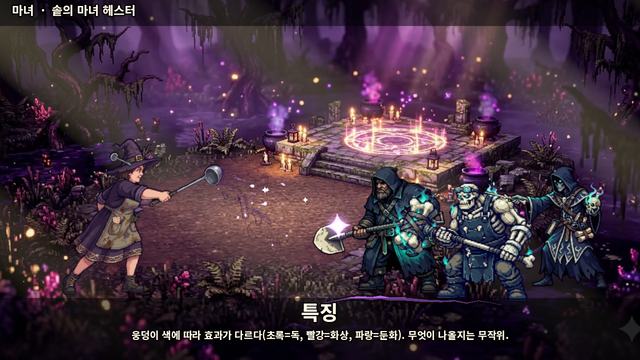 마녀 · 솥의 마녀 헤스터
특징
웅덩이 색에 따라 효과가 다르다(초록=독, 빨강=화상, 파랑=둔화). 무엇이 나올지는 무작위.